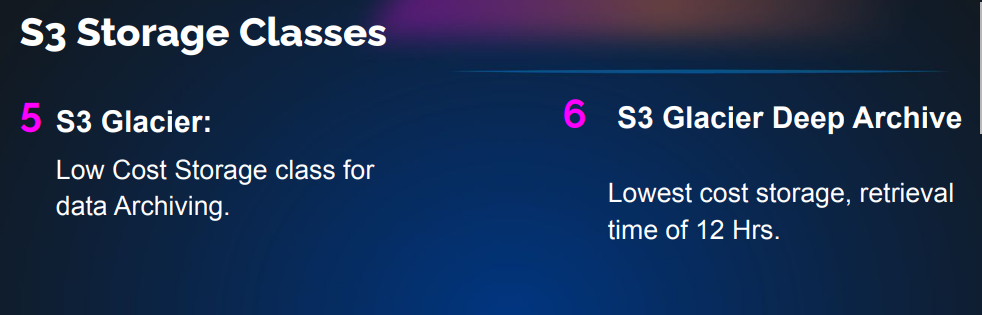 S3 Storage Classes
5 S3 Glacier:
Low Cost Storage class for
data Archiving.
6 S3 Glacier Deep Archive
Lowest cost storage, retrieval
time of 12 Hrs.